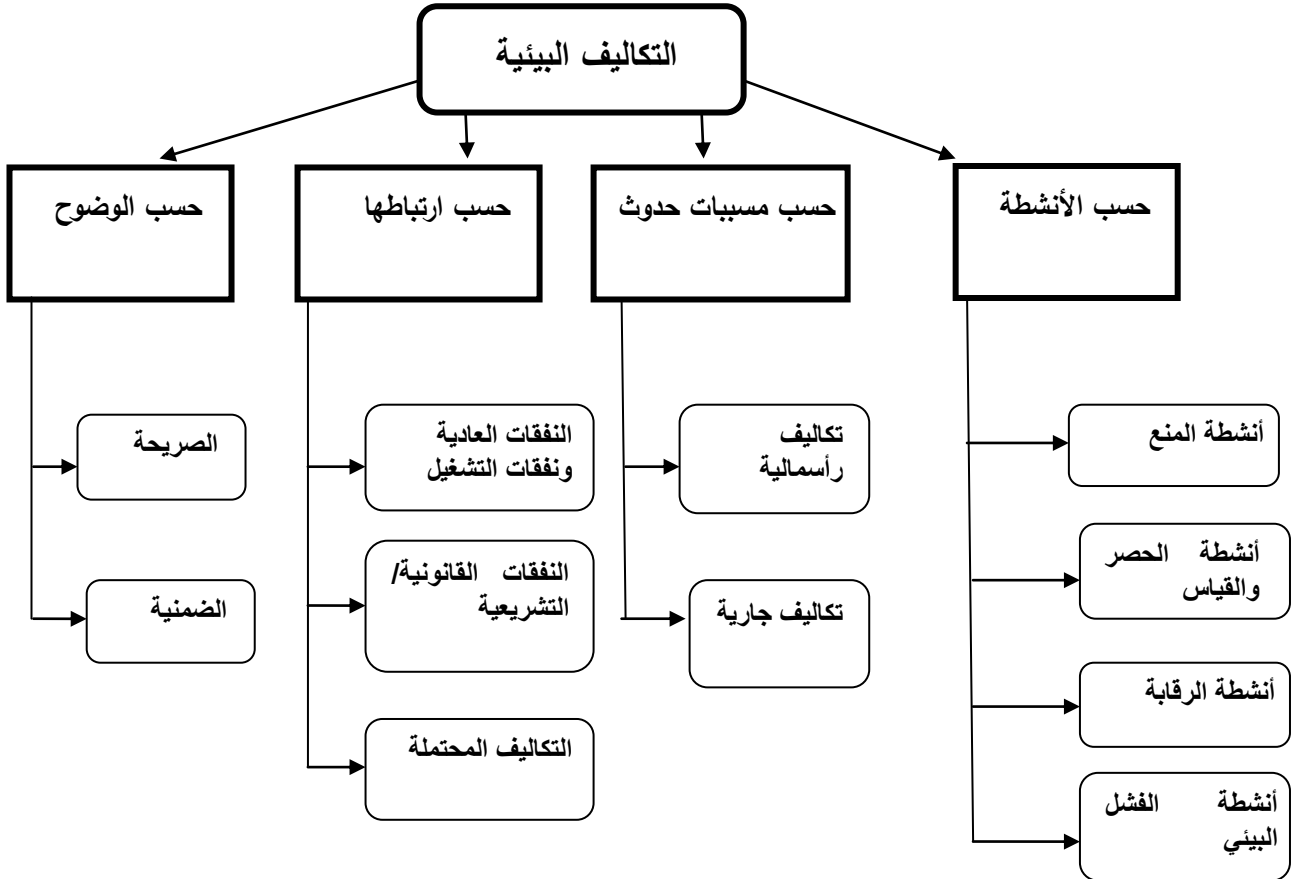 التكاليف البيئية
حسب الأنشطة
حسب مسببات حدوث
حسب ارتباطها
حسب الوضوح
أنشطة المنع
أنشطة الحصر
والقياس
أنشطة الرقابة
أنشطة الفشل
البيئي
تكاليف
رأسمالية
تكاليف جارية
النفقات العادية
ونفقات التشغيل
النفقات القانونية/
التشريعية
التكاليف المحتملة
الصريحة
الضمنية